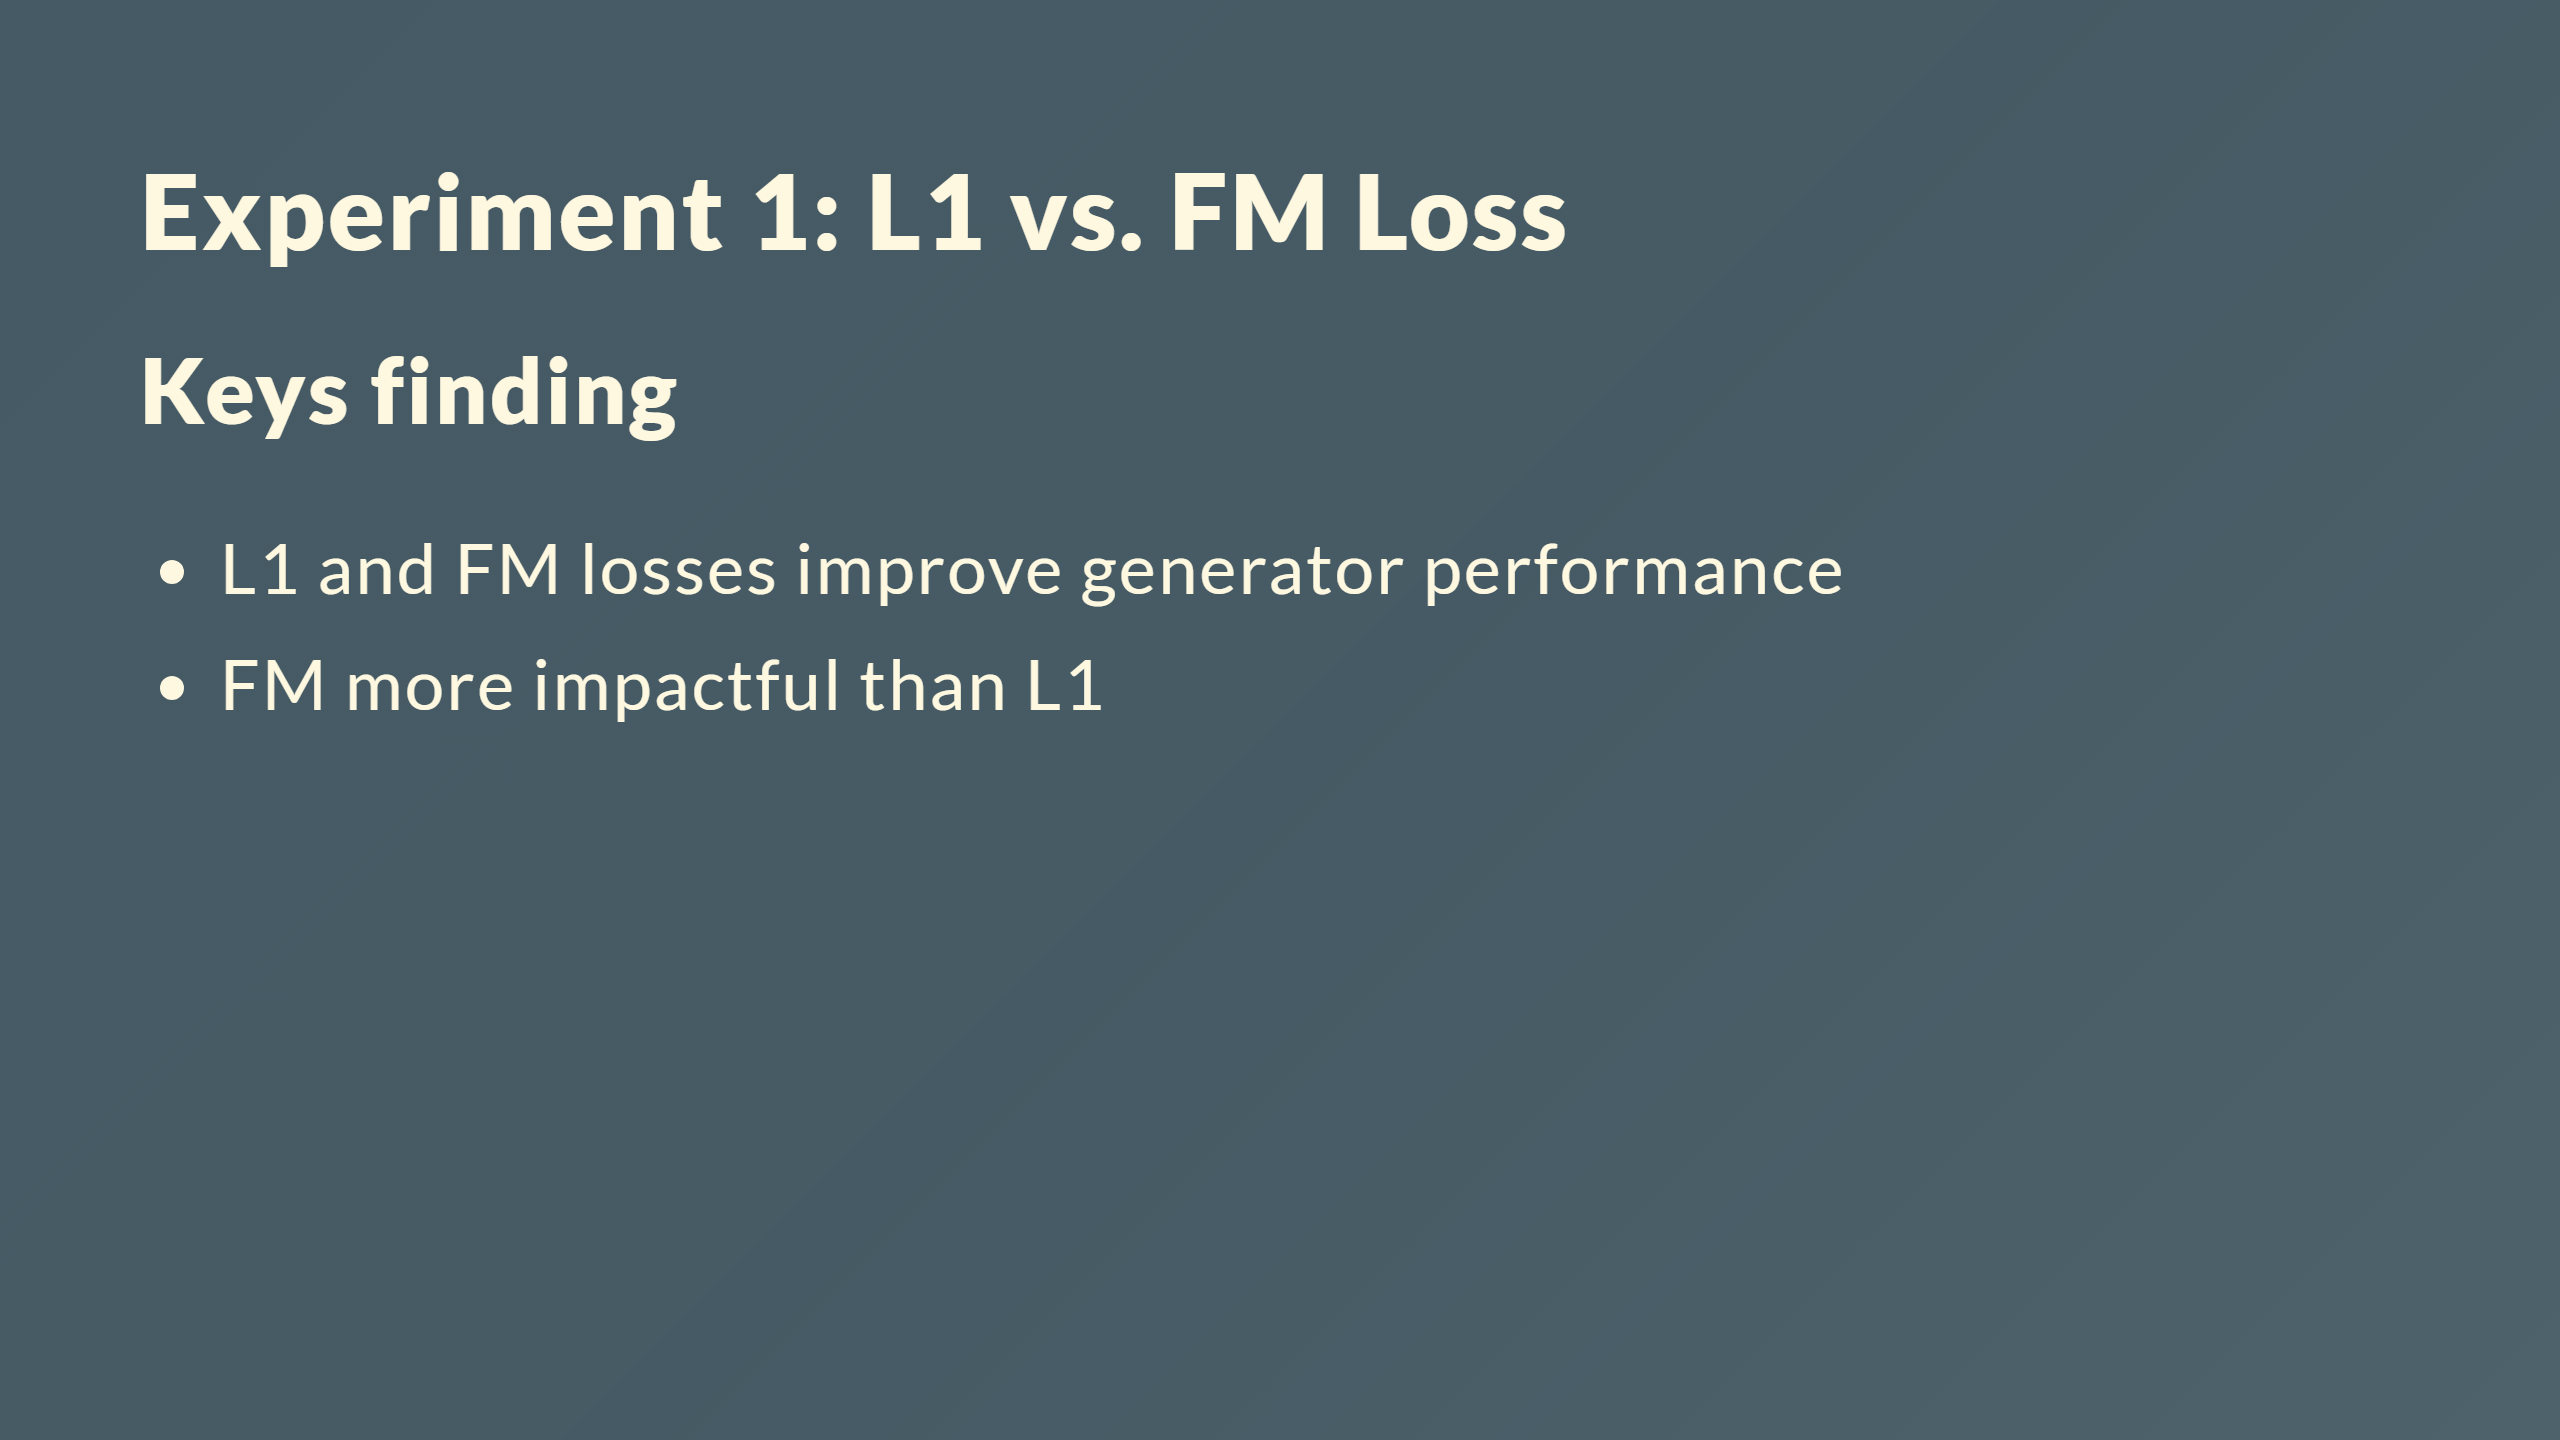 Experiment 1: L1 vs. FM Loss
Keys finding
• L1 and FM losses improve generator performance
• FM more impactful than L1